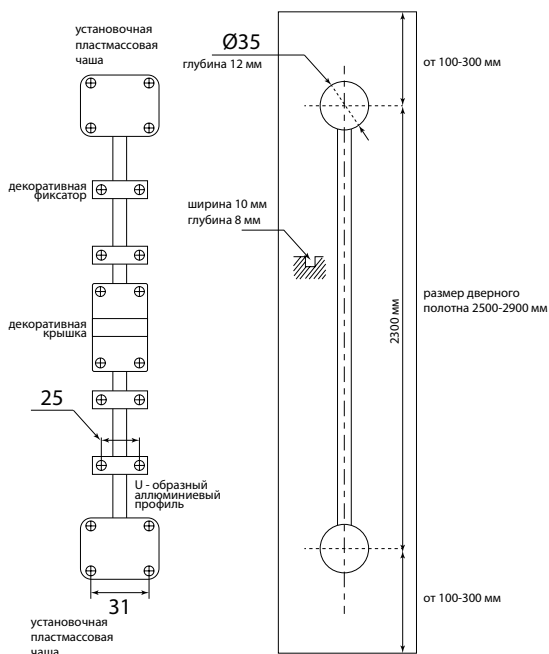 установочная
пластмассовая
чаша
декоративная
фиксатор
декоративная
крышка
25
U - образный
аллюминиевый
профиль
31
установочная
пластмассовая
чаша
Ø35
глубина 12 мм
ширина 10 мм
глубина 8 мм
от 100-300 мм
2300 мм
размер дверного
полотна 2500-2900 мм
от 100-300 мм